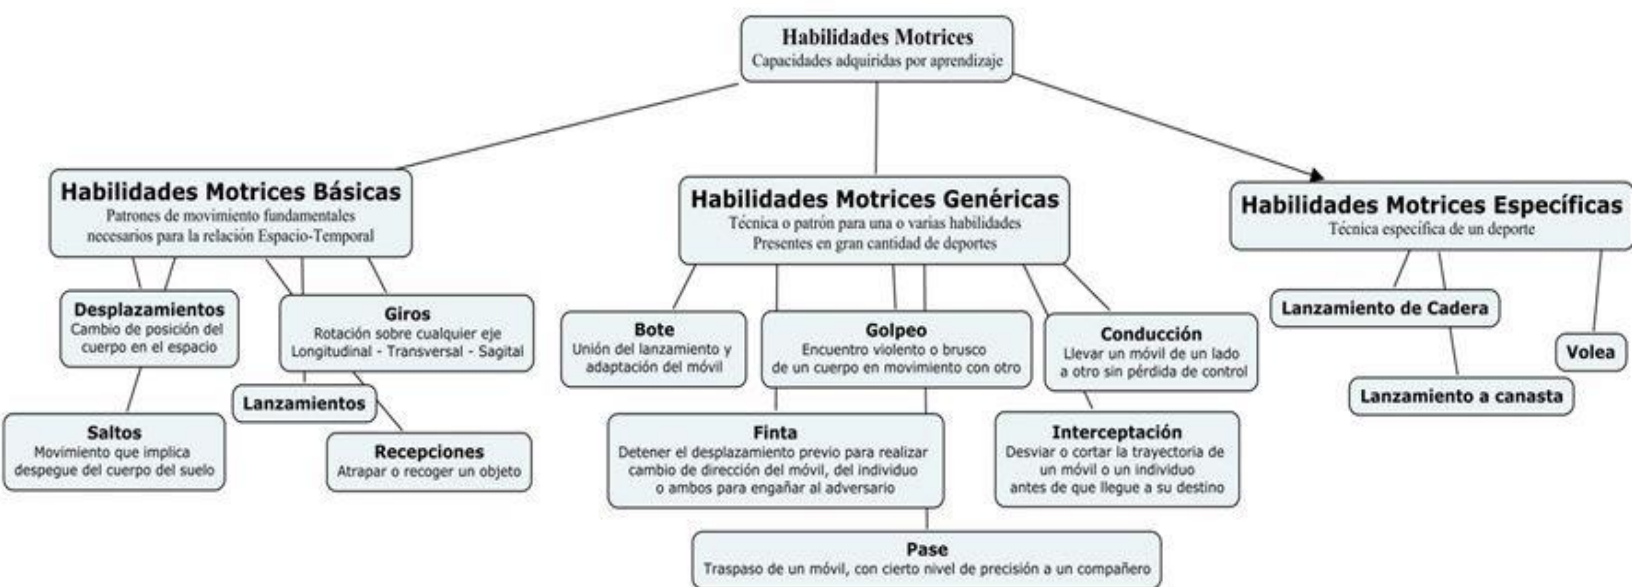 Habilidades Motrices
Capacidades adquiridas por aprendizaje
Habilidades Motrices Básicas
Patrones de movimiento fundamentales
necesarios para la relación Espacio-Temporal
Desplazamientos
Cambio de posición del
cuerpo en el espacio
Giros
Rotación sobre cualquier eje
Longitudinal - Transversal - Sagital
Lanzamientos
Saltos
Movimiento que implica
despegue del cuerpo del suelo
Recepciones
Atrapar o recoger un objeto
Habilidades Motrices Genéricas
Técnica o patrón para una o varias habilidades
Presentes en gran cantidad de deportes
Bote
Unión del lanzamiento y
adaptación del móvil
Golpeo
Encuentro violento o brusco
de un cuerpo en movimiento con otro
Conducción
Llevar un móvil de un lado
a otro sin pérdida de control
Finta
Detener el desplazamiento previo para realizar
cambio de dirección del móvil, del individuo
o ambos para engañar al adversario
Interceptación
Desviar o cortar la trayectoria de
un móvil o un individuo
antes de que llegue a su destino
Pase
Traspaso de un móvil, con cierto nivel de precisión a un compañero
Habilidades Motrices Específicas
Técnica especifica de un deporte
Lanzamiento de Cadera
Volea
Lanzamiento a canasta